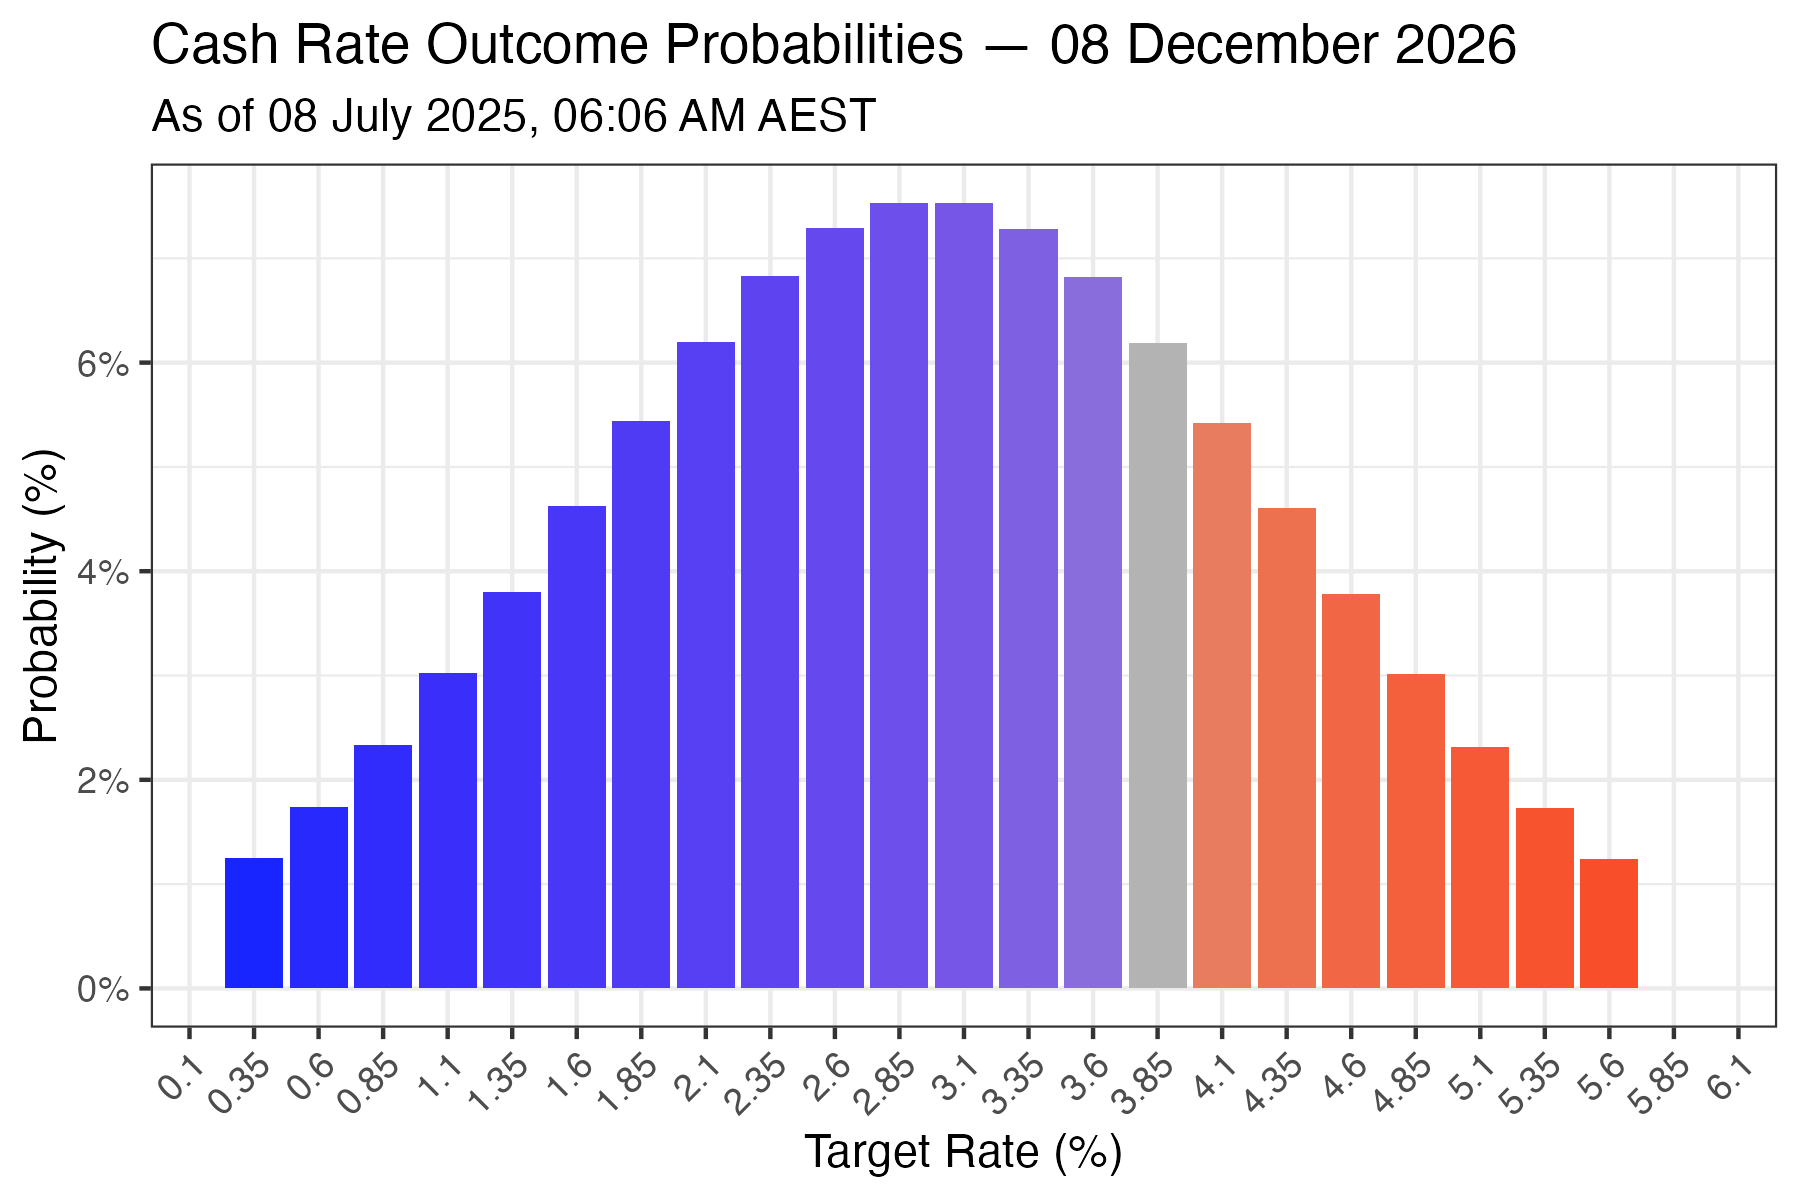 Cash Rate Outcome Probabilities — 08 December 2026
As of 08 July 2025, 06:06 AM AEST
Probability (%)
6%
4%
2%
0%
0.1 0.35 0.6 0.85 1.1 1.35 1.6 1.85 2.1 2.35 2.6 2.85 3.1 3.35 3.6 3.85 4.1 4.35 4.6 4.85 5.1 5.35 5.6 5.85 6.1
Target Rate (%)